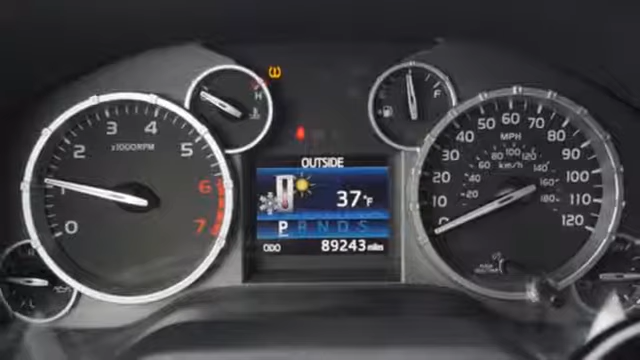 0 1 2 3 4 5 6 7
x1000RPM
H
F
OUTSIDE
37°F
P R N D S
ODO 89243 miles
0 10 20 30 40 50 60 70 80 90 100 110 120
MPH
20 40 60 80 100 120 140 160 180
km/h